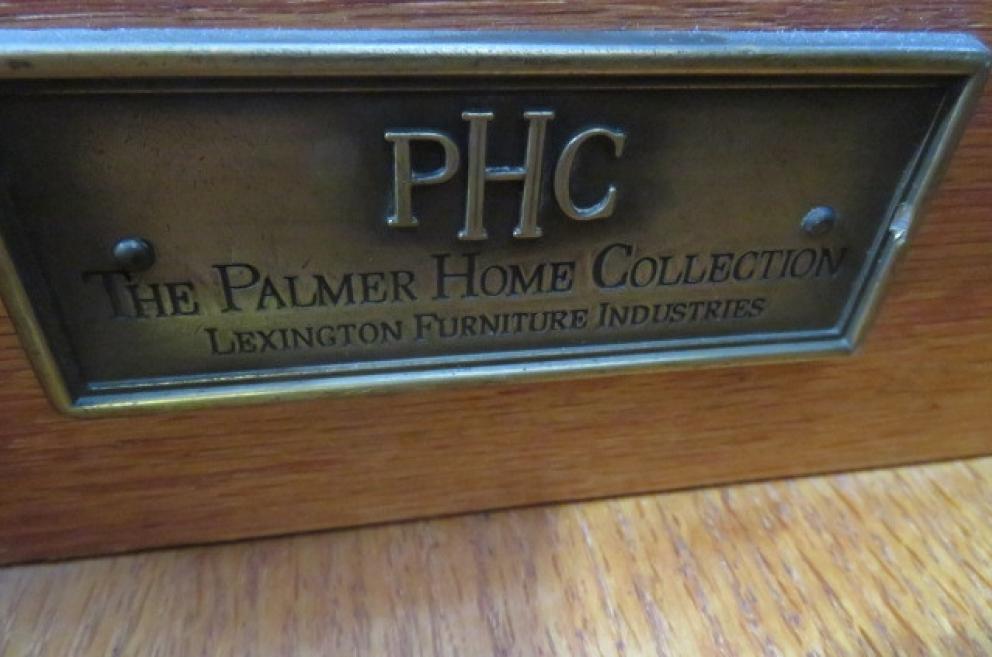 PHC
THE PALMER HOME COLLECTION
LEXINGTON FURNITURE INDUSTRIES